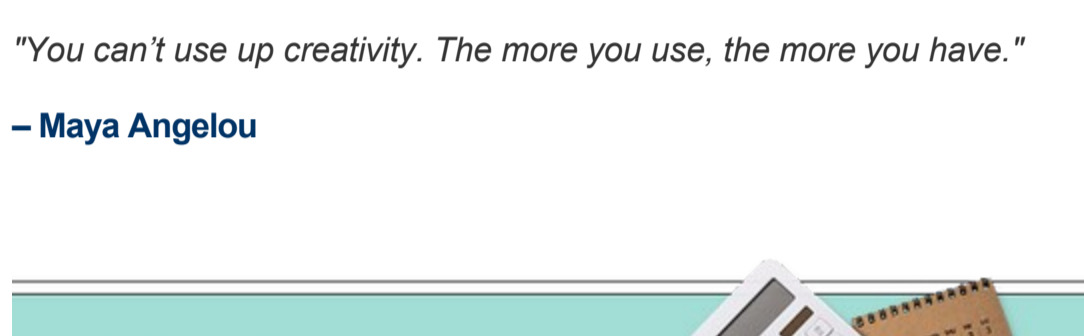 "You can’t use up creativity. The more you use, the more you have."
– Maya Angelou